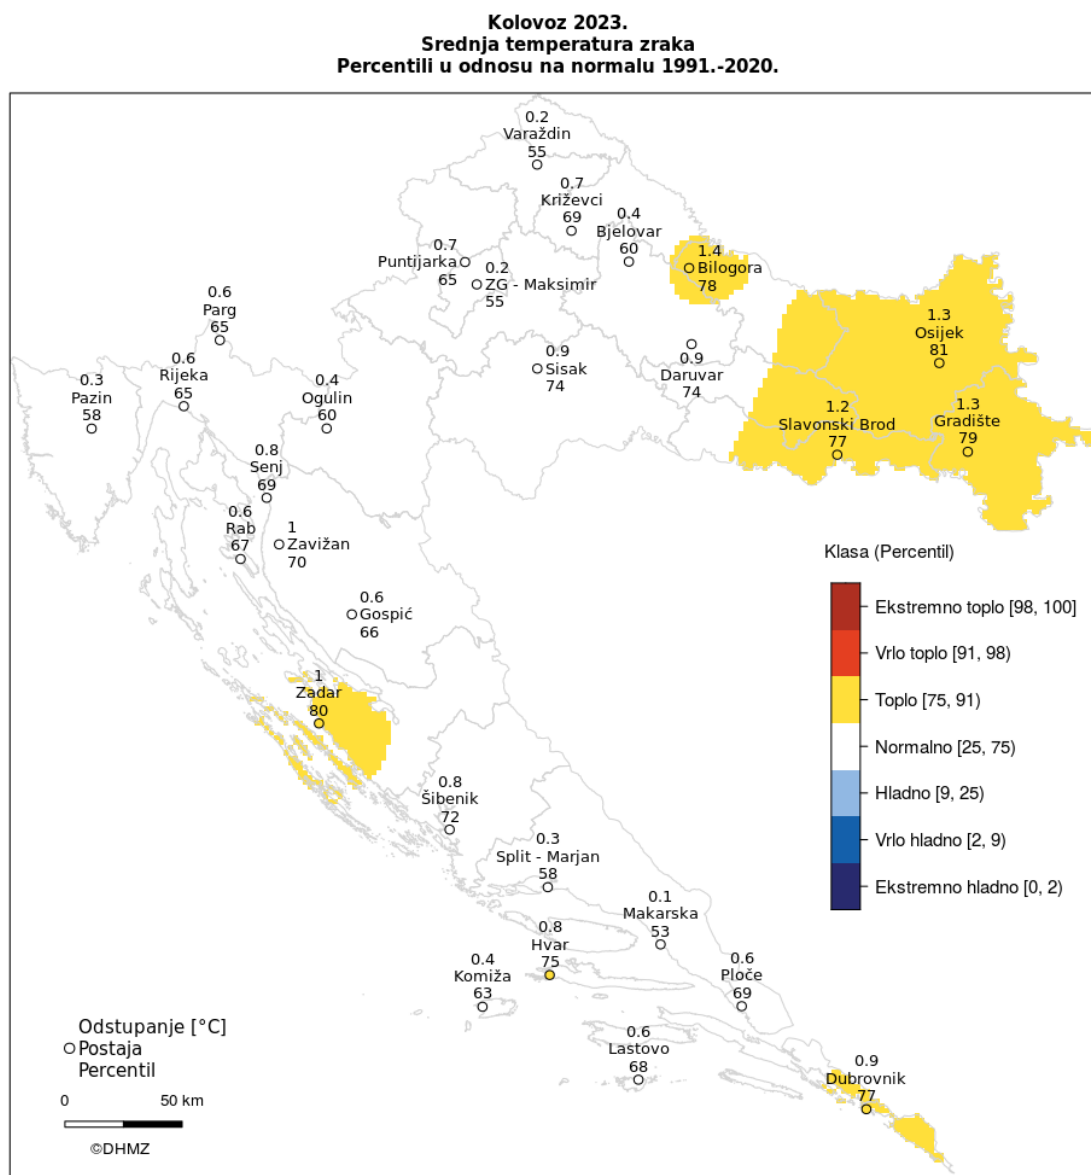 Kolovoz 2023.
Srednja temperatura zraka
Percentili u odnosu na normalu 1991.-2020.
0.2
Varaždin
55
0.7
Križevci
69
0.4
Bjelovar
60
0.7
Puntijarka
65
0.2
ZG - Maksimir
55
1.4
Bilogora
78
0.6
Parg
65
1.3
Osijek
81
0.6
Rijeka
65
0.3
Pazin
58
0.4
Ogulin
60
0.9
Sisak
74
0.9
Daruvar
74
1.2
Slavonski Brod
77
1.3
Gradište
79
0.8
Senj
69
0.6
Rab
67
1
Zavižan
70
0.6
Gospić
66
1
Zadar
80
0.8
Šibenik
72
0.3
Split - Marjan
58
0.1
Makarska
53
0.8
Hvar
75
0.4
Komiža
63
0.6
Ploče
69
0.6
Lastovo
68
0.9
Dubrovnik
77
Klasa (Percentil)
Ekstremno toplo [98, 100]
Vrlo toplo [91, 98)
Toplo [75, 91)
Normalno [25, 75)
Hladno [9, 25)
Vrlo hladno [2, 9)
Ekstremno hladno [0, 2)
Odstupanje [°C]
Postaja
Percentil
0 50 km
©DHMZ